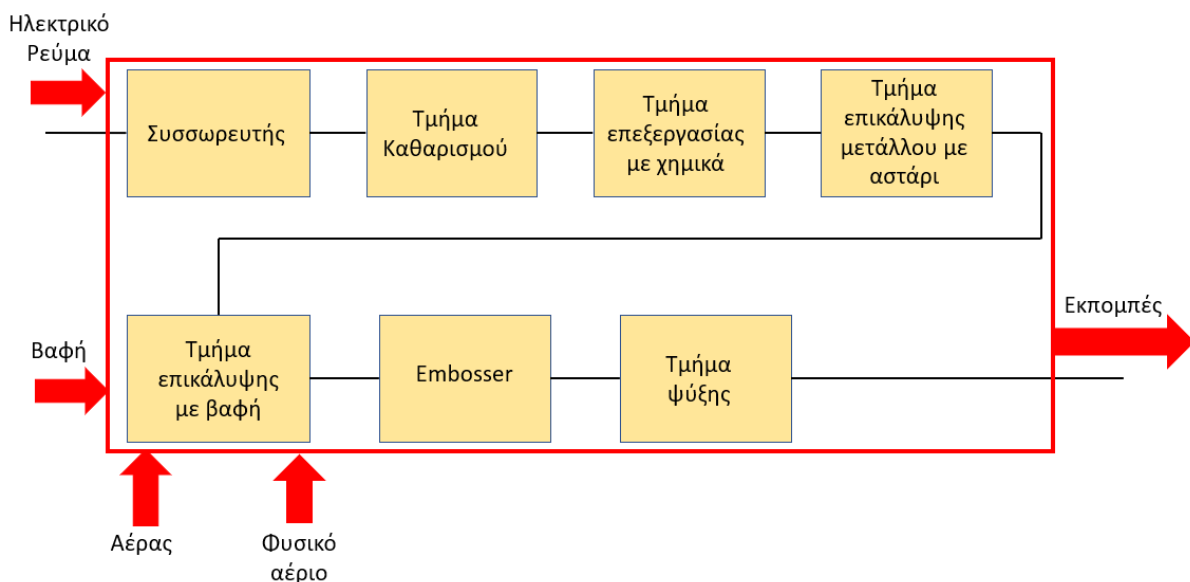 Ηλεκτρικό
Ρεύμα
Συσσωρευτής
Τμήμα
Καθαρισμού
Τμήμα
επεξεργασίας
με χημικά
Τμήμα
επικάλυψης
μετάλλου με
αστάρι
Βαφή
Τμήμα
επικάλυψης
με βαφή
Embosser
Τμήμα
ψύξης
Εκπομπές
Αέρας
Φυσικό
αέριο